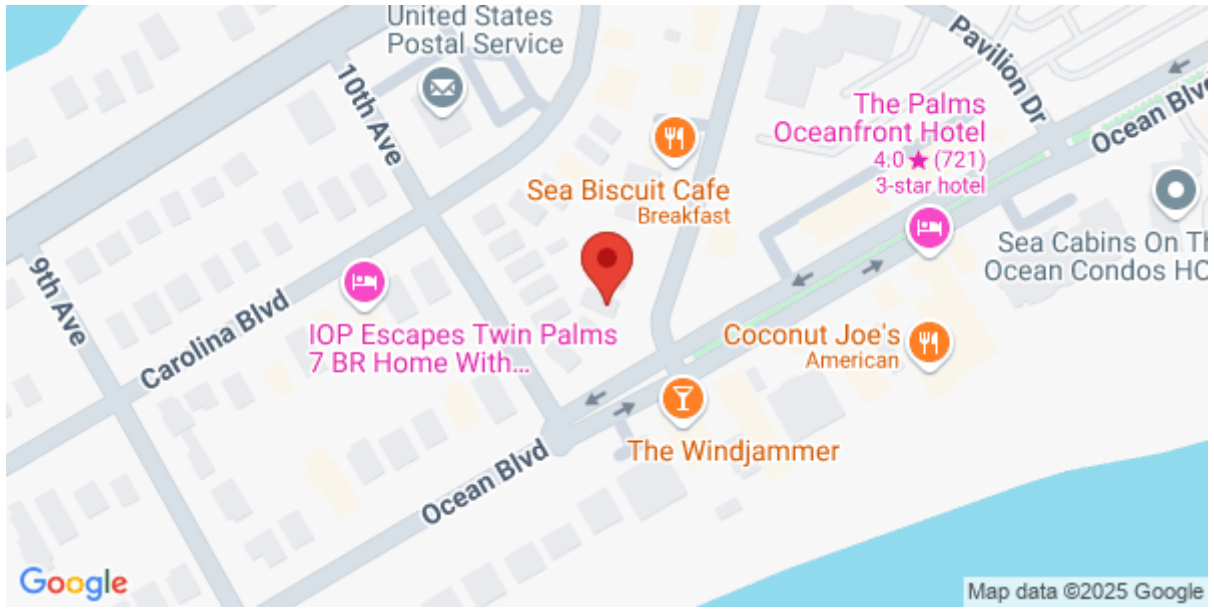 United States
Postal Service
10th Ave
Pavilion Dr
The Palms
Oceanfront Hotel
4.0 ★ (721)
3-star hotel
Ocean Blvd
Sea Biscuit Cafe
Breakfast
Sea Cabins On Th
Ocean Condos HO
9th Ave
Carolina Blvd
IOP Escapes Twin Palms
7 BR Home With...
Coconut Joe's
American
The Windjammer
Ocean Blvd
Google
Map data ©2025 Google